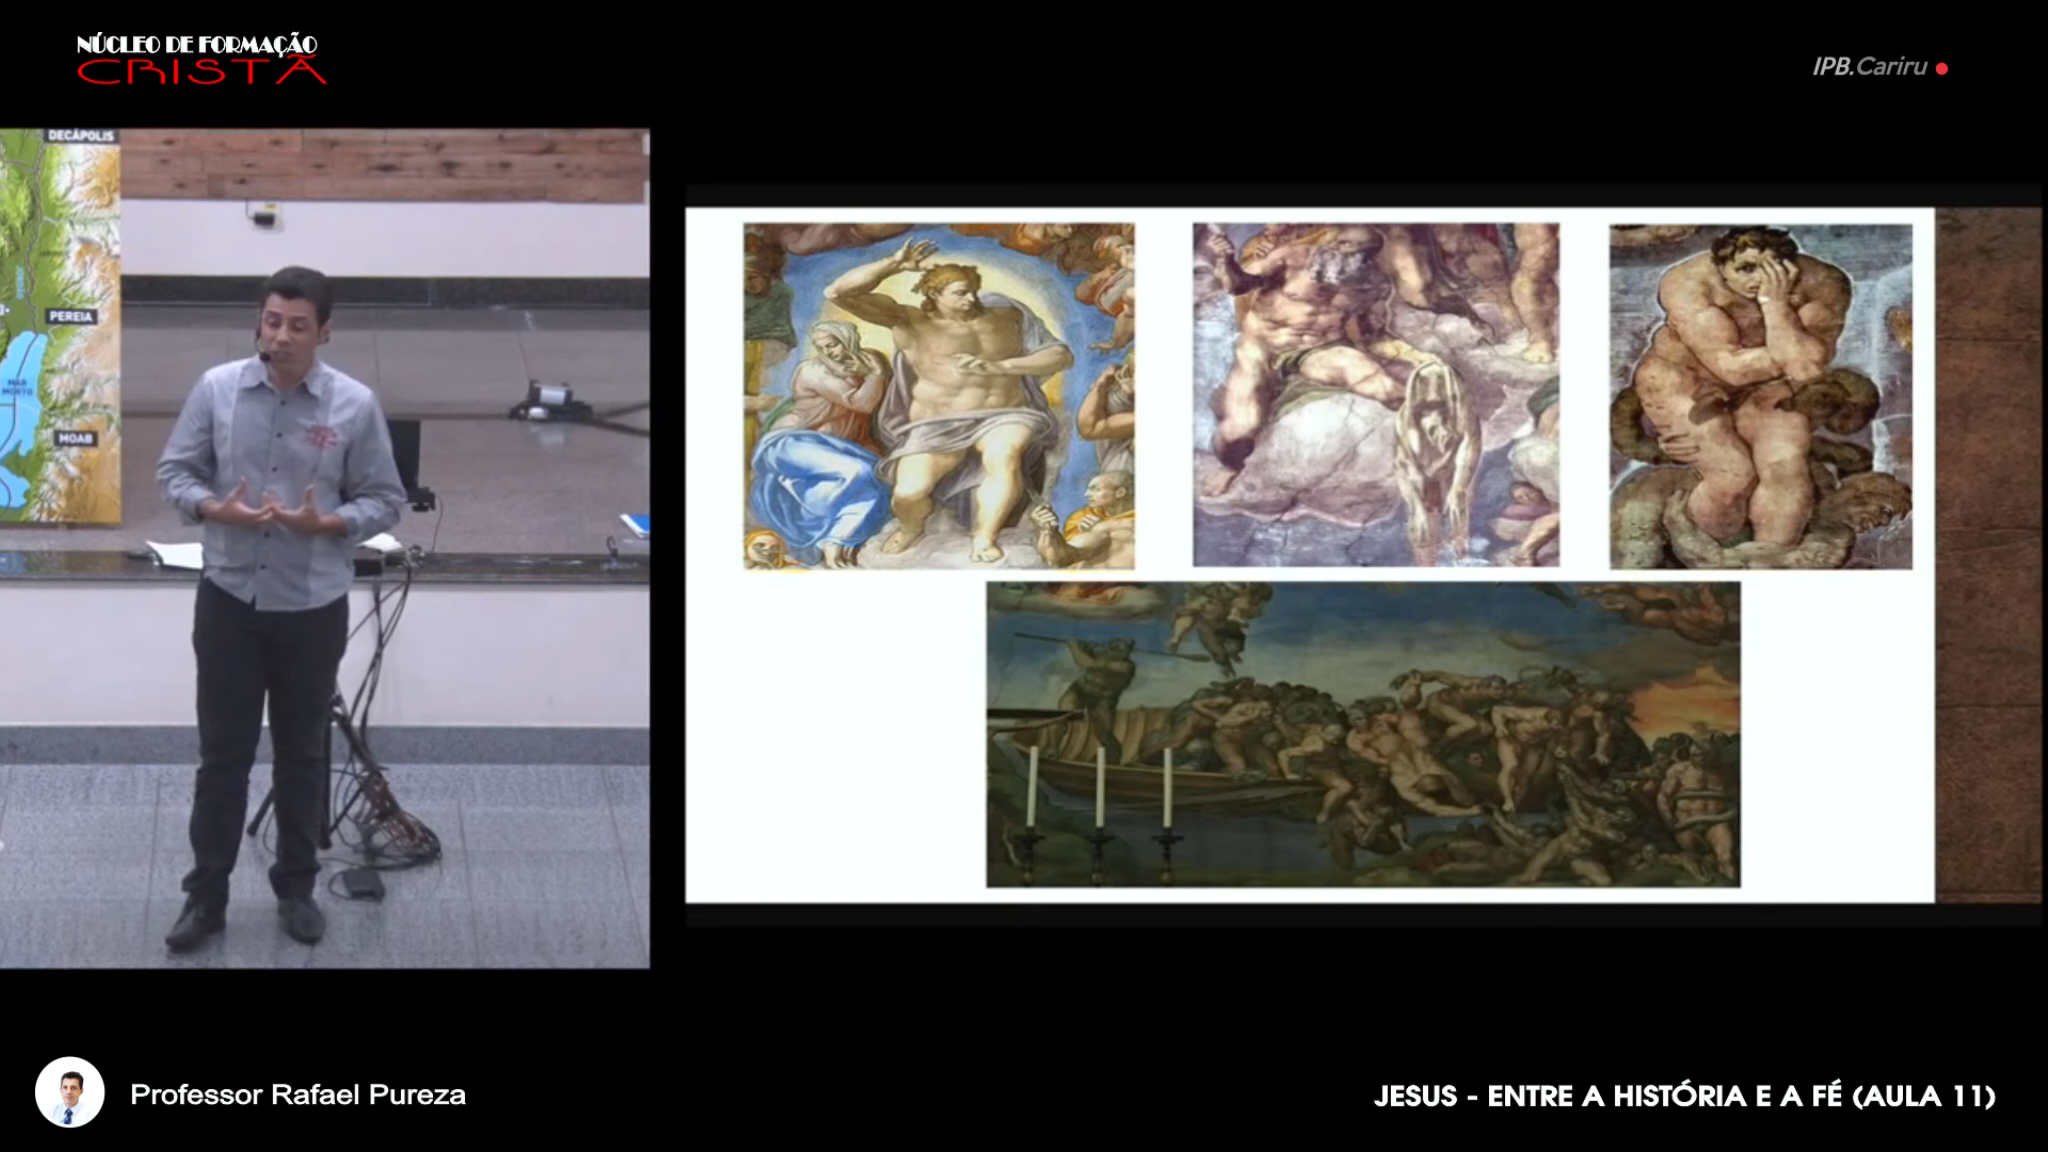 NÚCLEO DE FORMAÇÃO
CRISTÃ
IPB.Cariru
DECÁPOLIS
PEREIA
MAR
MORTO
MOAB
Professor Rafael Pureza
JESUS - ENTRE A HISTÓRIA E A FÉ (AULA 11)